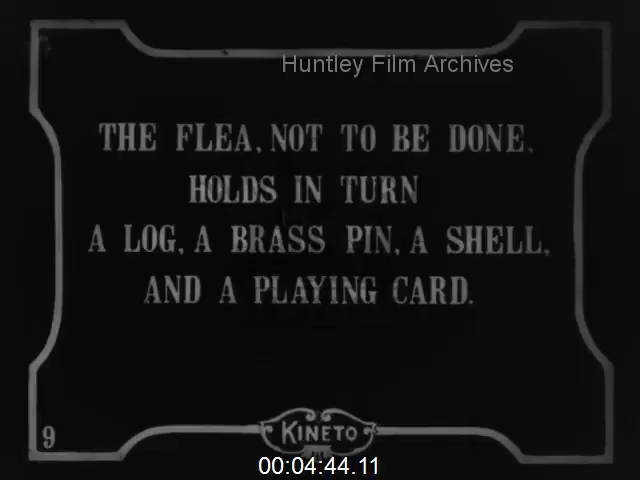 Huntley Film Archives
THE FLEA, NOT TO BE DONE,
HOLDS IN TURN
A LOG, A BRASS PIN, A SHELL,
AND A PLAYING CARD.
9
KINETO
00:04:44.11